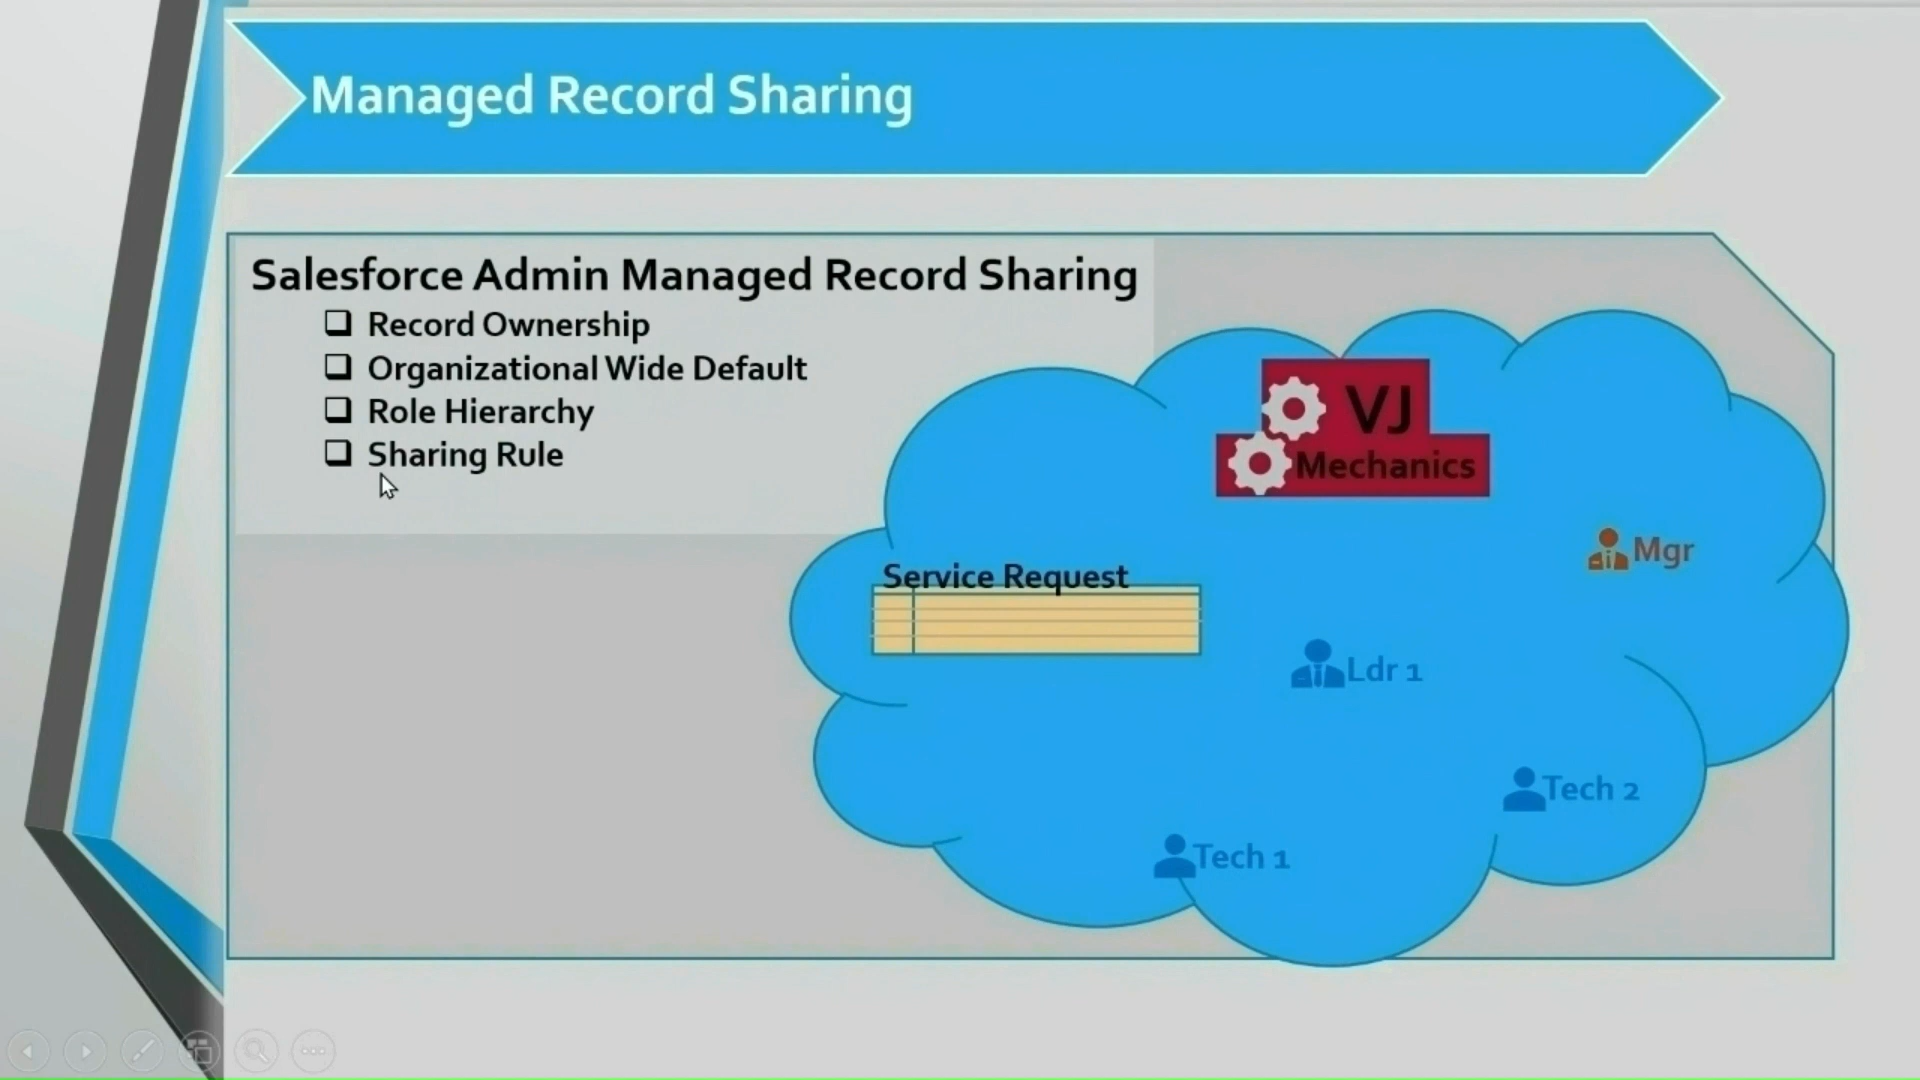 Managed Record Sharing
Salesforce Admin Managed Record Sharing
Record Ownership
Organizational Wide Default
Role Hierarchy
Sharing Rule
VJ
Mechanics
Mgr
Service Request
Ldr 1
Tech 2
Tech 1